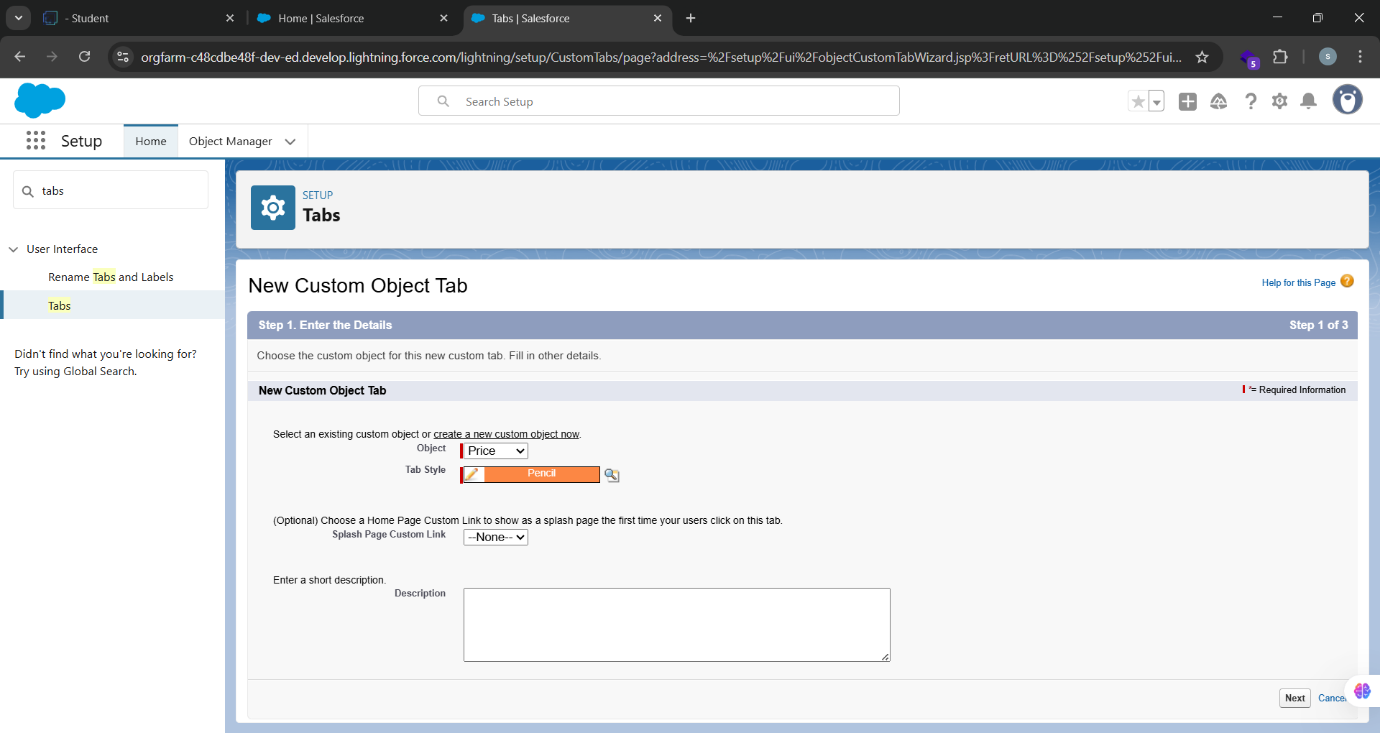 - Student
Home | Salesforce
Tabs | Salesforce
orgfarm-c48cdbe48f-dev-ed.develop.lightning.force.com/lightning/setup/CustomTabs/page?address=%2Fsetup%2Fui%2FobjectCustomTabWizard.jsp%3FretURL%3D%252Fsetup%252Fui...
5
S
Search Setup
Setup
Home
Object Manager
tabs
User Interface
Rename Tabs and Labels
Tabs
Didn't find what you're looking for?
Try using Global Search.
SETUP
Tabs
New Custom Object Tab
Help for this Page ?
Step 1. Enter the Details
Step 1 of 3
Choose the custom object for this new custom tab. Fill in other details.
New Custom Object Tab
*= Required Information
Select an existing custom object or create a new custom object now.
Object Price
Tab Style Pencil
(Optional) Choose a Home Page Custom Link to show as a splash page the first time your users click on this tab.
Splash Page Custom Link --None--
Enter a short description.
Description
Next Cancel